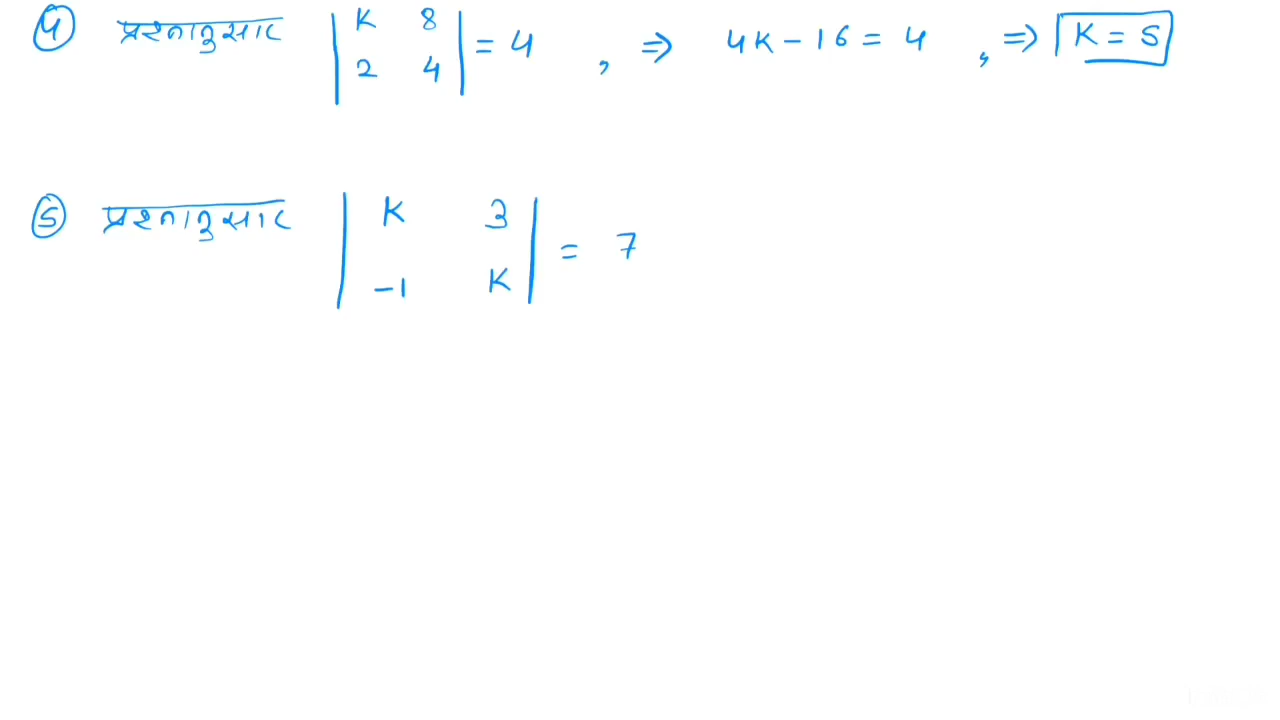 ④ प्रश्नानुसार | K 8 | = 4 , ⇒ 4K - 16 = 4 , ⇒ K = 5
| 2 4 |
⑤ प्रश्नानुसार | K 3 | = 7
| -1 K |